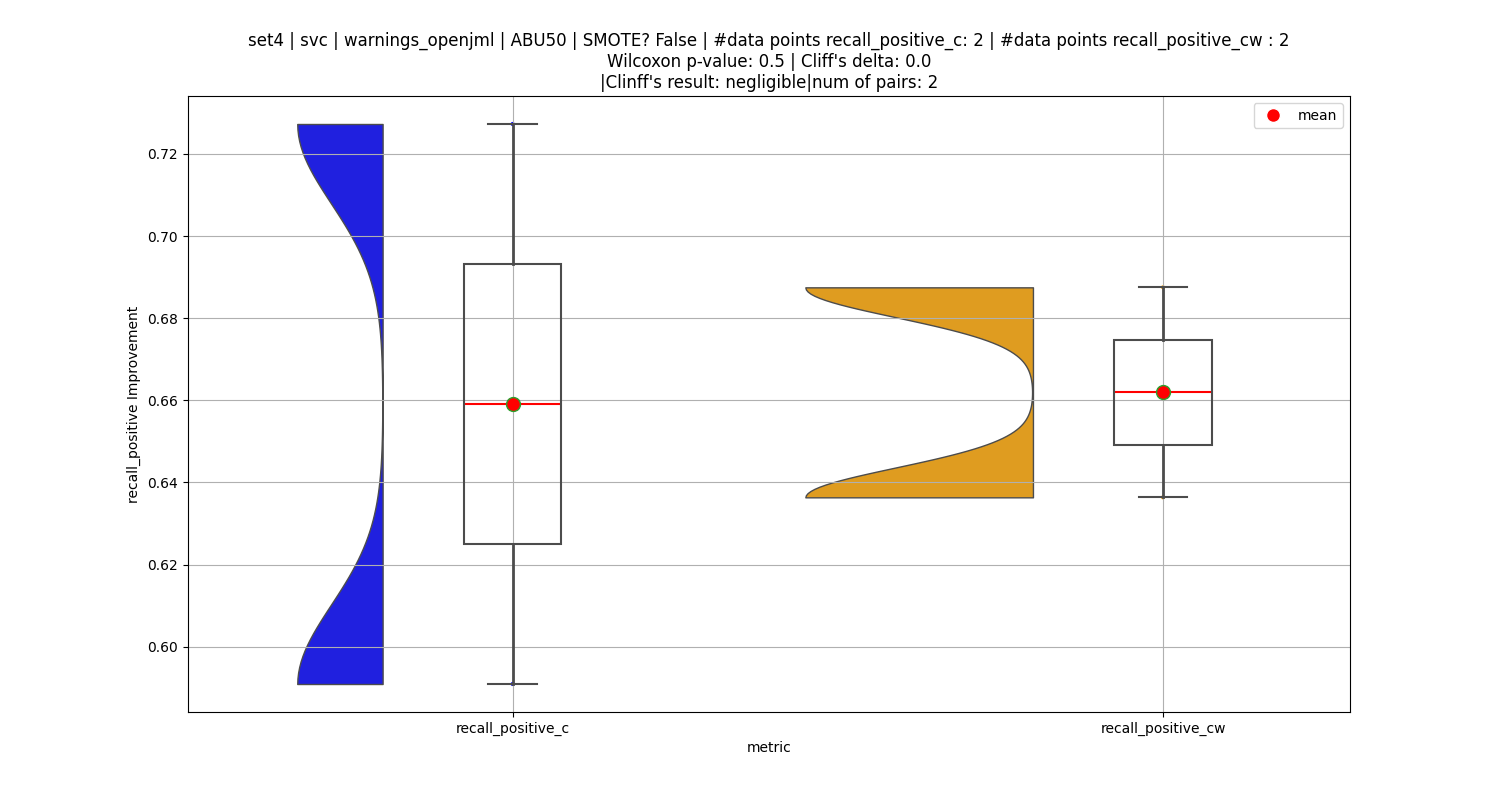 set4 | svc | warnings_openjml | ABU50 | SMOTE? False | #data points recall_positive_c: 2 | #data points recall_positive_cw : 2
Wilcoxon p-value: 0.5 | Cliff's delta: 0.0
|Clinff's result: negligible|num of pairs: 2
mean
0.72
0.70
0.68
0.66
0.64
0.62
0.60
recall_positive Improvement
recall_positive_c
recall_positive_cw
metric